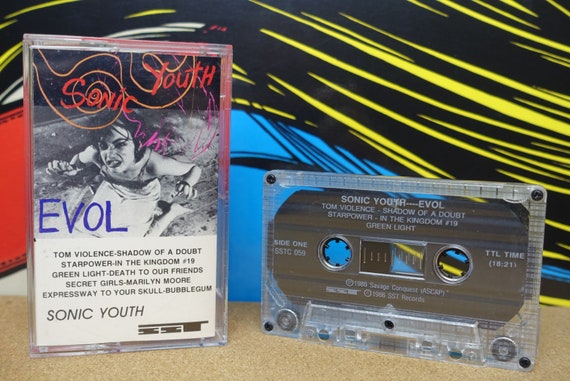 SONIC YOUTH
EVOL
TOM VIOLENCE-SHADOW OF A DOUBT
STARPOWER-IN THE KINGDOM #19
GREEN LIGHT-DEATH TO OUR FRIENDS
SECRET GIRLS-MARILYN MOORE
EXPRESSWAY TO YOUR SKULL-BUBBLEGUM
SONIC YOUTH
SST
SONIC YOUTH----EVOL
TOM VIOLENCE - SHADOW OF A DOUBT
STARPOWER - IN THE KINGDOM #19
GREEN LIGHT
SIDE ONE
SSTC 059
TTL TIME
(18:21)
℗1986 Savage Conquest (ASCAP)
©1986 SST Records